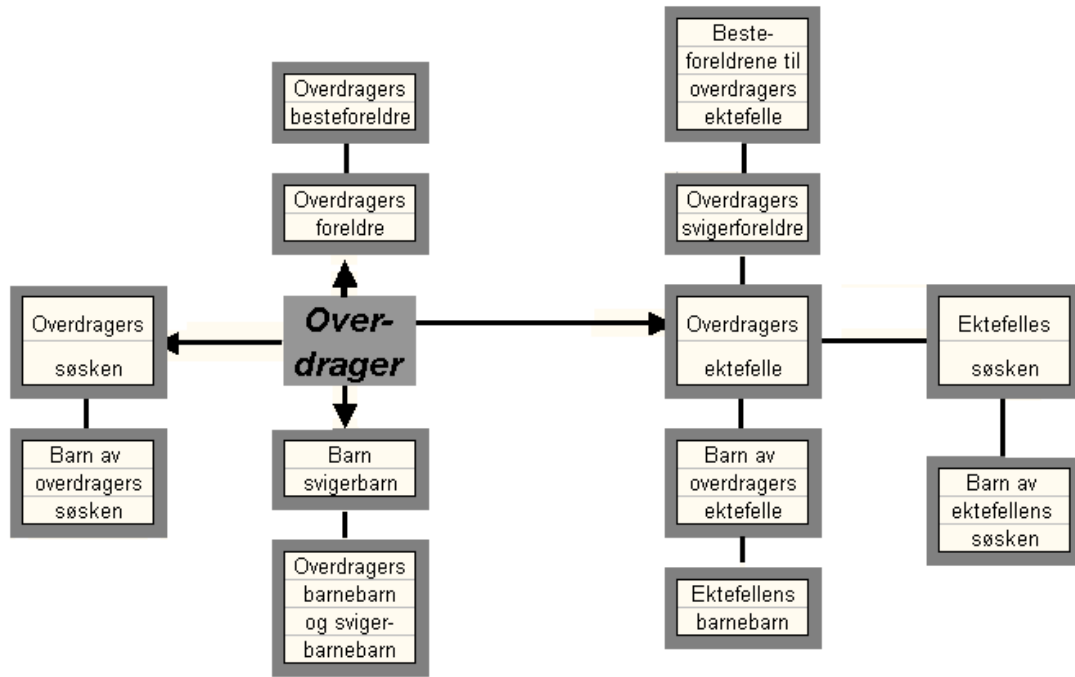 Overdragers
besteforeldre
Overdragers
foreldre
Over-
drager
Overdragers
søsken
Barn av
overdragers
søsken
Barn
svigerbarn
Overdragers
barnebarn
og sviger-
barnebarn
Beste-
foreldrene til
overdragers
ektefelle
Overdragers
svigerforeldre
Overdragers
ektefelle
Barn av
overdragers
ektefelle
Ektefellens
barnebarn
Ektefelles
søsken
Barn av
ektefellens
søsken